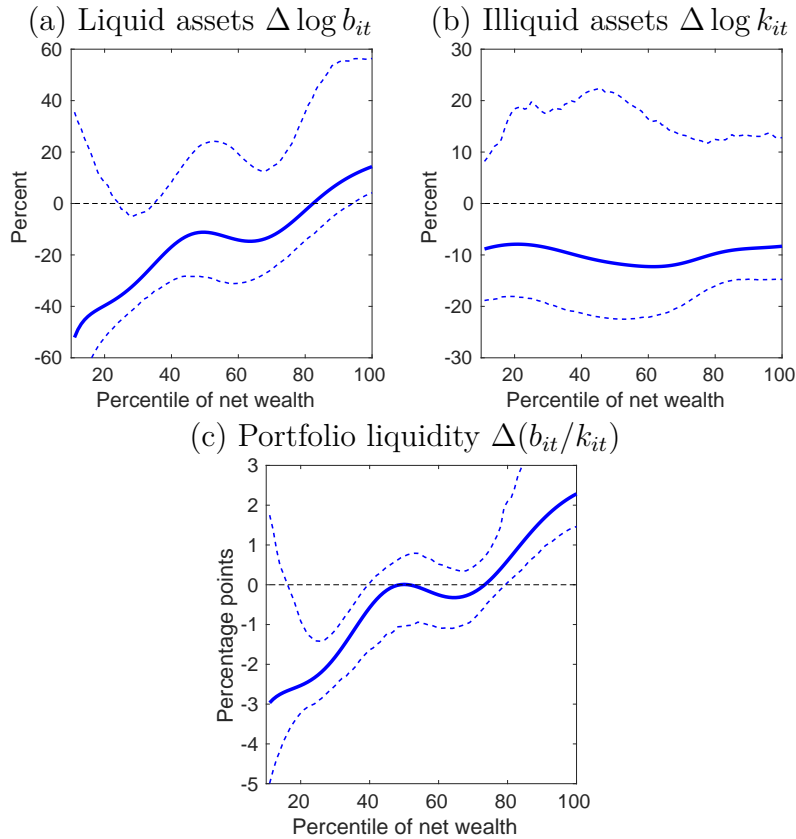 (a) Liquid assets Δ log b_it
(b) Illiquid assets Δ log k_it
60
40
20
0
-20
-40
-60
Percent
20 40 60 80 100
Percentile of net wealth
30
20
10
0
-10
-20
-30
Percent
20 40 60 80 100
Percentile of net wealth
(c) Portfolio liquidity Δ(b_it/k_it)
3
2
1
0
-1
-2
-3
-4
-5
Percentage points
20 40 60 80 100
Percentile of net wealth